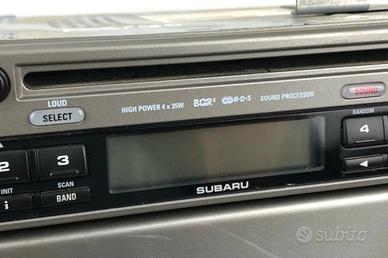 LOUD
SELECT
HIGH POWER 4 x 35W
R·D·S
SOUND PROCESSOR
SOUND
RANDOM
2
3
4
INIT
i
SCAN
BAND
SUBARU
subito